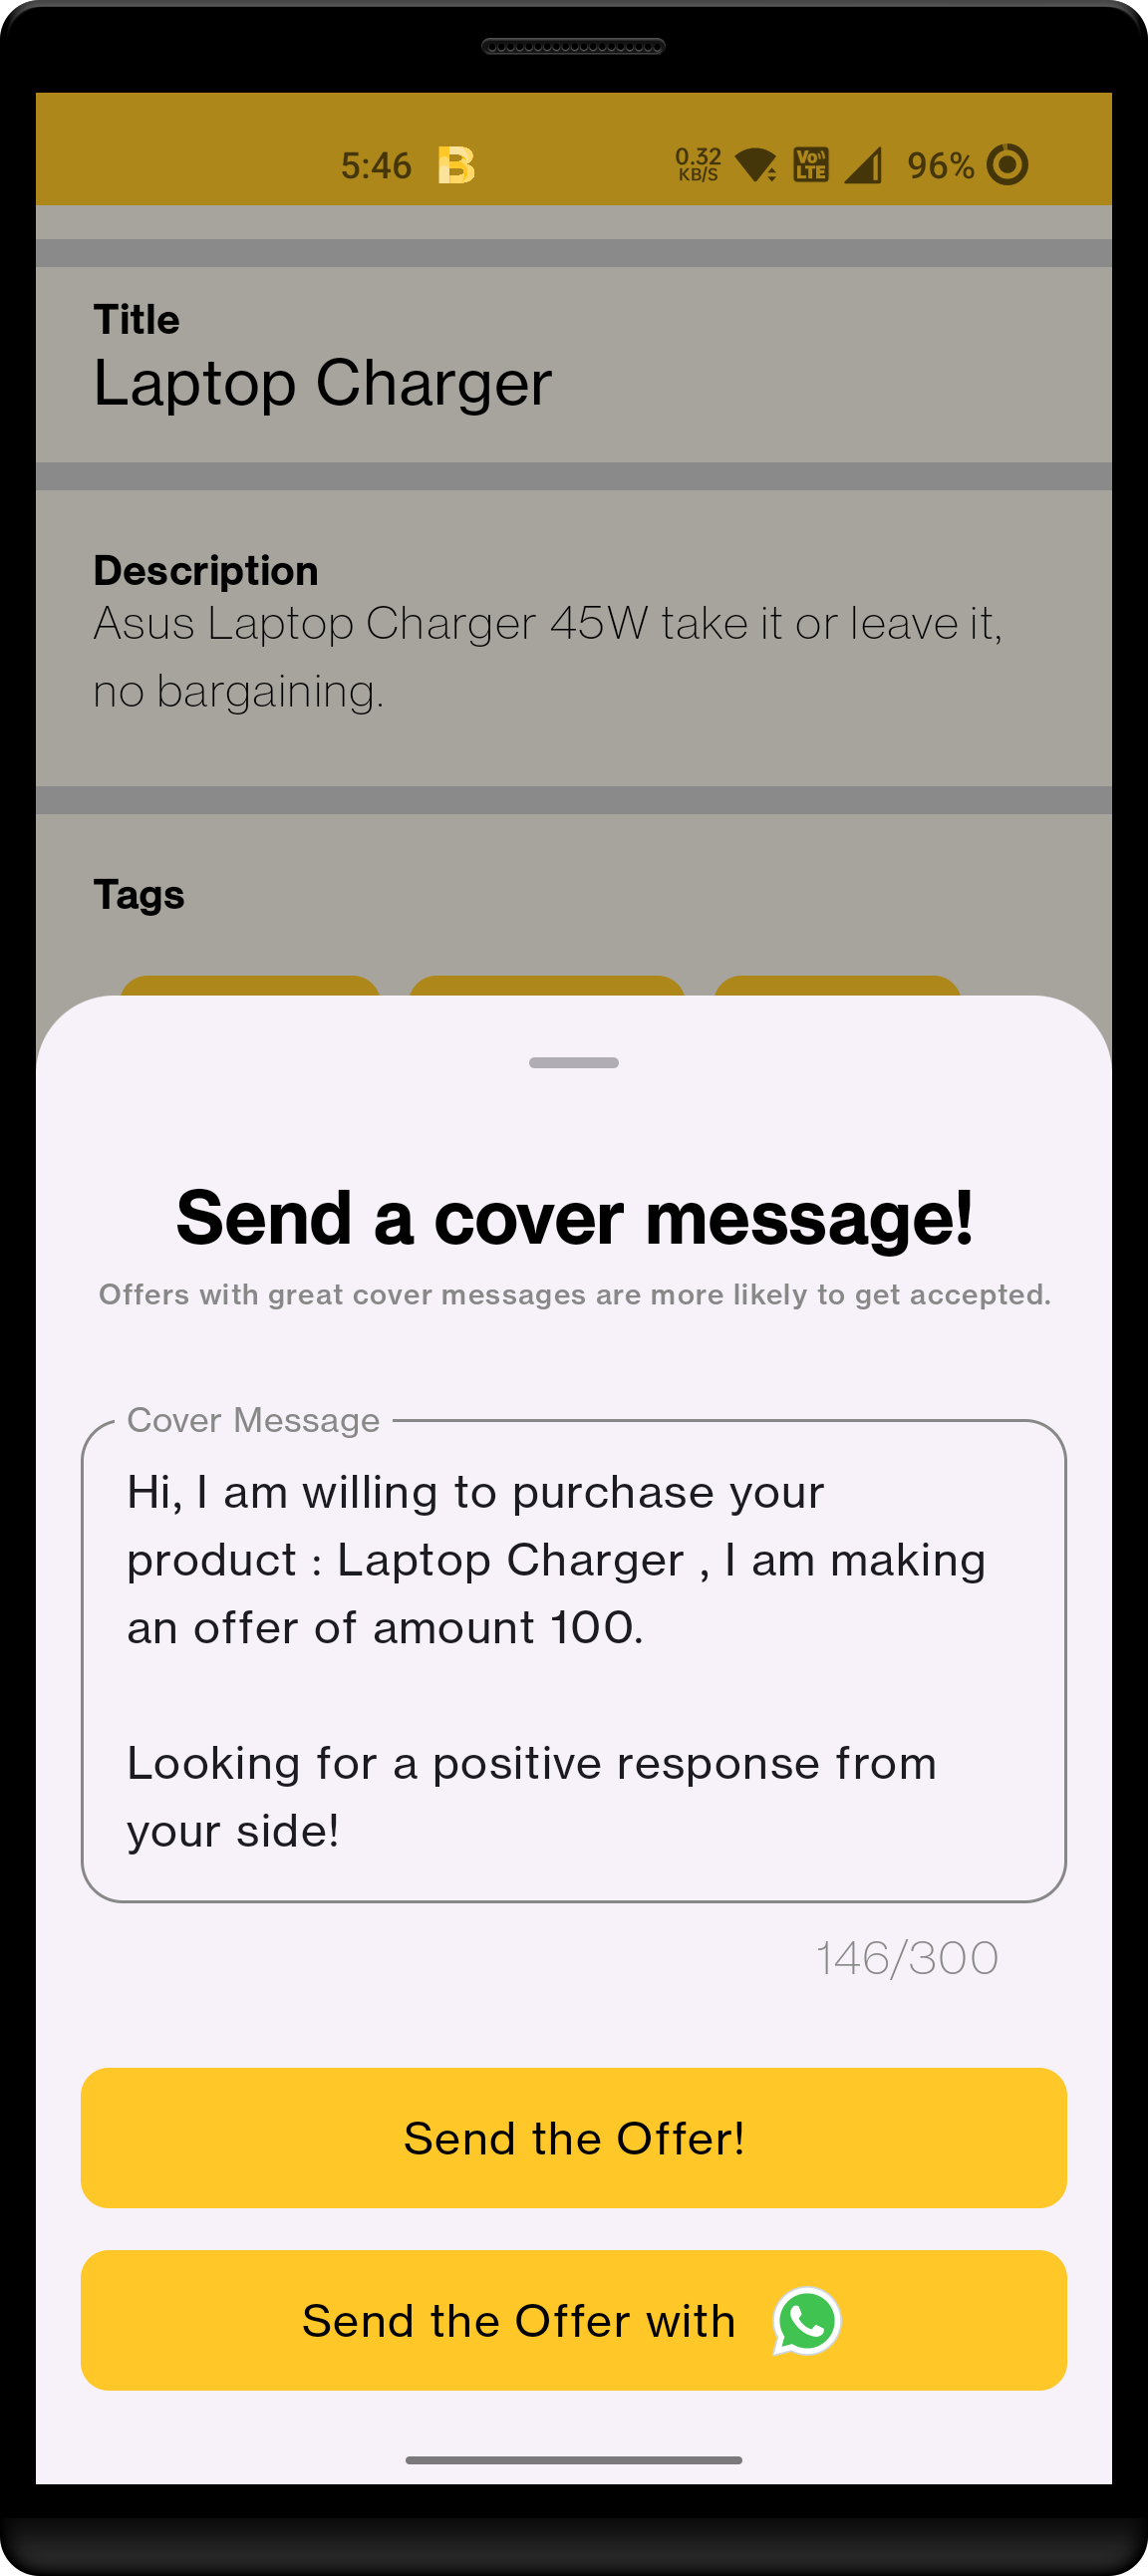 5:46 B 0.32 KB/S Vo LTE 96%
Title
Laptop Charger
Description
Asus Laptop Charger 45W take it or leave it,
no bargaining.
Tags
Send a cover message!
Offers with great cover messages are more likely to get accepted.
Cover Message
Hi, I am willing to purchase your
product : Laptop Charger , I am making
an offer of amount 100.
Looking for a positive response from
your side!
146/300
Send the Offer!
Send the Offer with